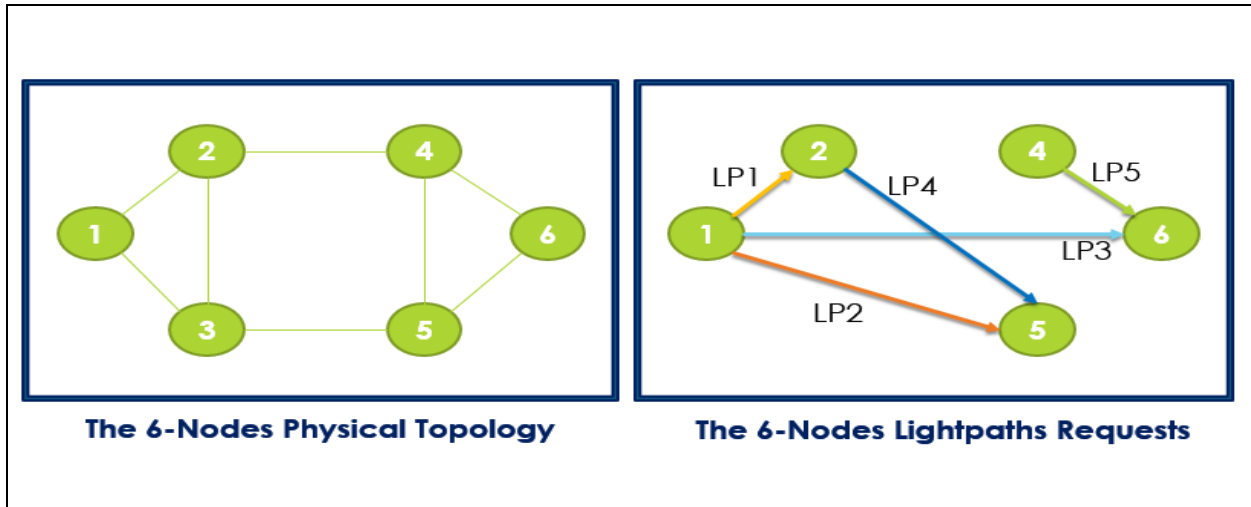 2 4
1 6
3 5
The 6-Nodes Physical Topology
2 4
LP1 LP4 LP5
1 6
LP3
LP2
5
The 6-Nodes Lightpaths Requests